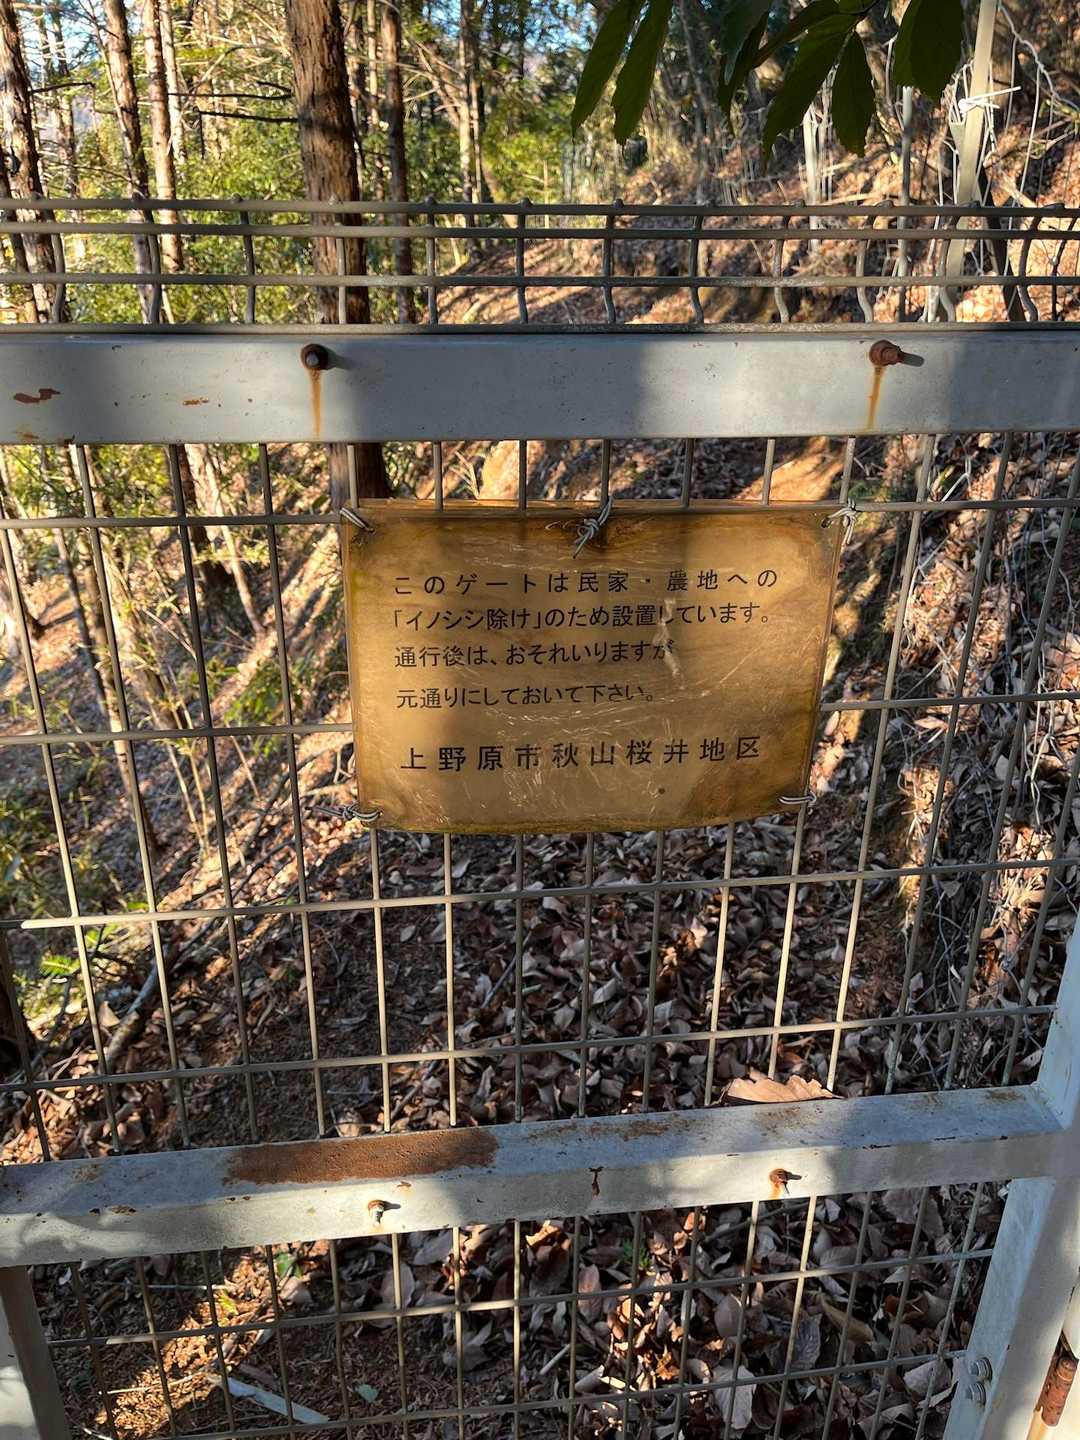 このゲートは民家・農地への
「イノシシ除け」のため設置しています。
通行後は、おそれいりますが
元通りにしておいて下さい。
上野原市秋山桜井地区